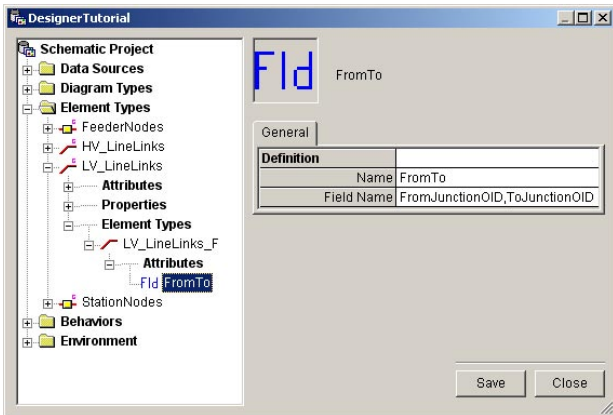 DesignerTutorial
Schematic Project
Data Sources
Diagram Types
Element Types
FeederNodes
HV_LineLinks
LV_LineLinks
Attributes
Properties
Element Types
LV_LineLinks_F
Attributes
Fld FromTo
StationNodes
Behaviors
Environment
Fld
FromTo
General
Definition
Name FromTo
Field Name FromJunctionOID,ToJunctionOID
Save Close